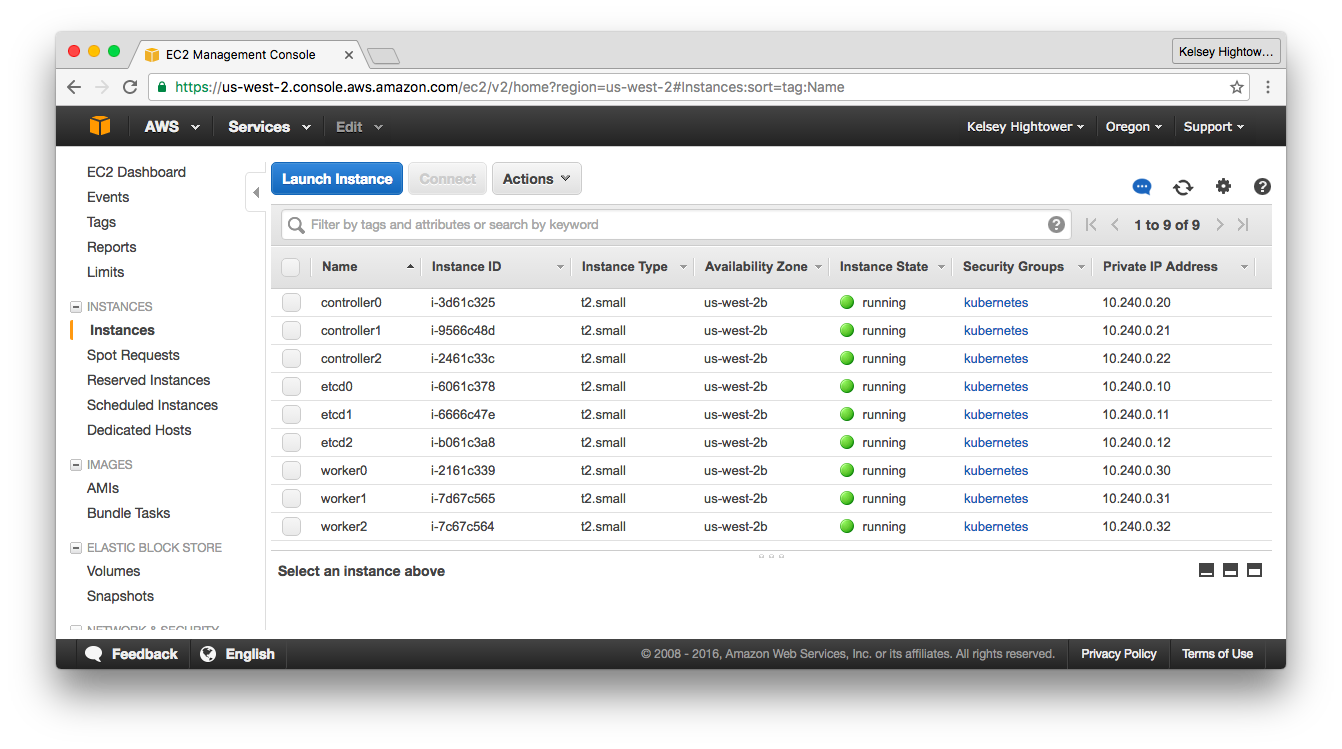 EC2 Management Console
Kelsey Hightow...
https://us-west-2.console.aws.amazon.com/ec2/v2/home?region=us-west-2#Instances:sort=tag:Name
AWS Services Edit Kelsey Hightower Oregon Support
EC2 Dashboard
Events
Tags
Reports
Limits
INSTANCES
Instances
Spot Requests
Reserved Instances
Scheduled Instances
Dedicated Hosts
IMAGES
AMIs
Bundle Tasks
ELASTIC BLOCK STORE
Volumes
Snapshots
NETWORK & SECURITY
Launch Instance Connect Actions
Filter by tags and attributes or search by keyword
1 to 9 of 9
Name Instance ID Instance Type Availability Zone Instance State Security Groups Private IP Address
controller0 i-3d61c325 t2.small us-west-2b running kubernetes 10.240.0.20
controller1 i-9566c48d t2.small us-west-2b running kubernetes 10.240.0.21
controller2 i-2461c33c t2.small us-west-2b running kubernetes 10.240.0.22
etcd0 i-6061c378 t2.small us-west-2b running kubernetes 10.240.0.10
etcd1 i-6666c47e t2.small us-west-2b running kubernetes 10.240.0.11
etcd2 i-b061c3a8 t2.small us-west-2b running kubernetes 10.240.0.12
worker0 i-2161c339 t2.small us-west-2b running kubernetes 10.240.0.30
worker1 i-7d67c565 t2.small us-west-2b running kubernetes 10.240.0.31
worker2 i-7c67c564 t2.small us-west-2b running kubernetes 10.240.0.32
Select an instance above
Feedback English © 2008 - 2016, Amazon Web Services, Inc. or its affiliates. All rights reserved. Privacy Policy Terms of Use